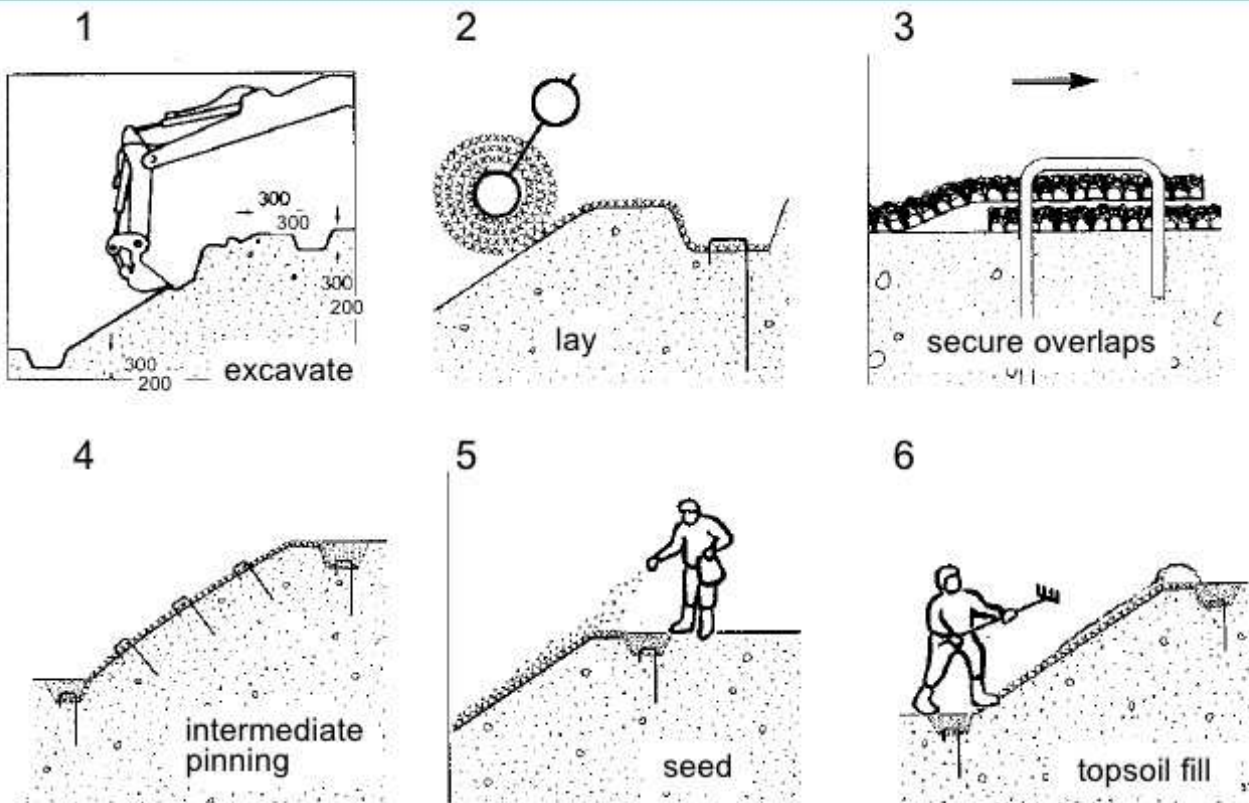 1
300
300
300
200
300
200
excavate
2
lay
3
secure overlaps
4
intermediate
pinning
5
seed
6
topsoil fill